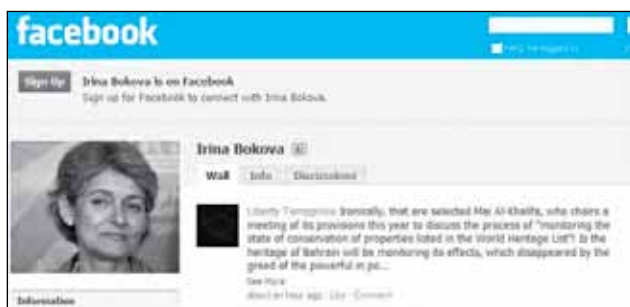 facebook
Sign Up Irina Bokova is on Facebook
Sign up for Facebook to connect with Irina Bokova.
Irina Bokova
Wall Info Discussions
Ironically, that are selected Mai Al-Khalifa, who chairs a
meeting of its provisions this year to discuss the process of "monitoring the
state of conservation of properties listed in the World Heritage List"! Is the
heritage of Bahrain will be monitoring its effects, which disappeared by the
greed of the powerful in po...
See More
about an hour ago · Like · Comment
Information